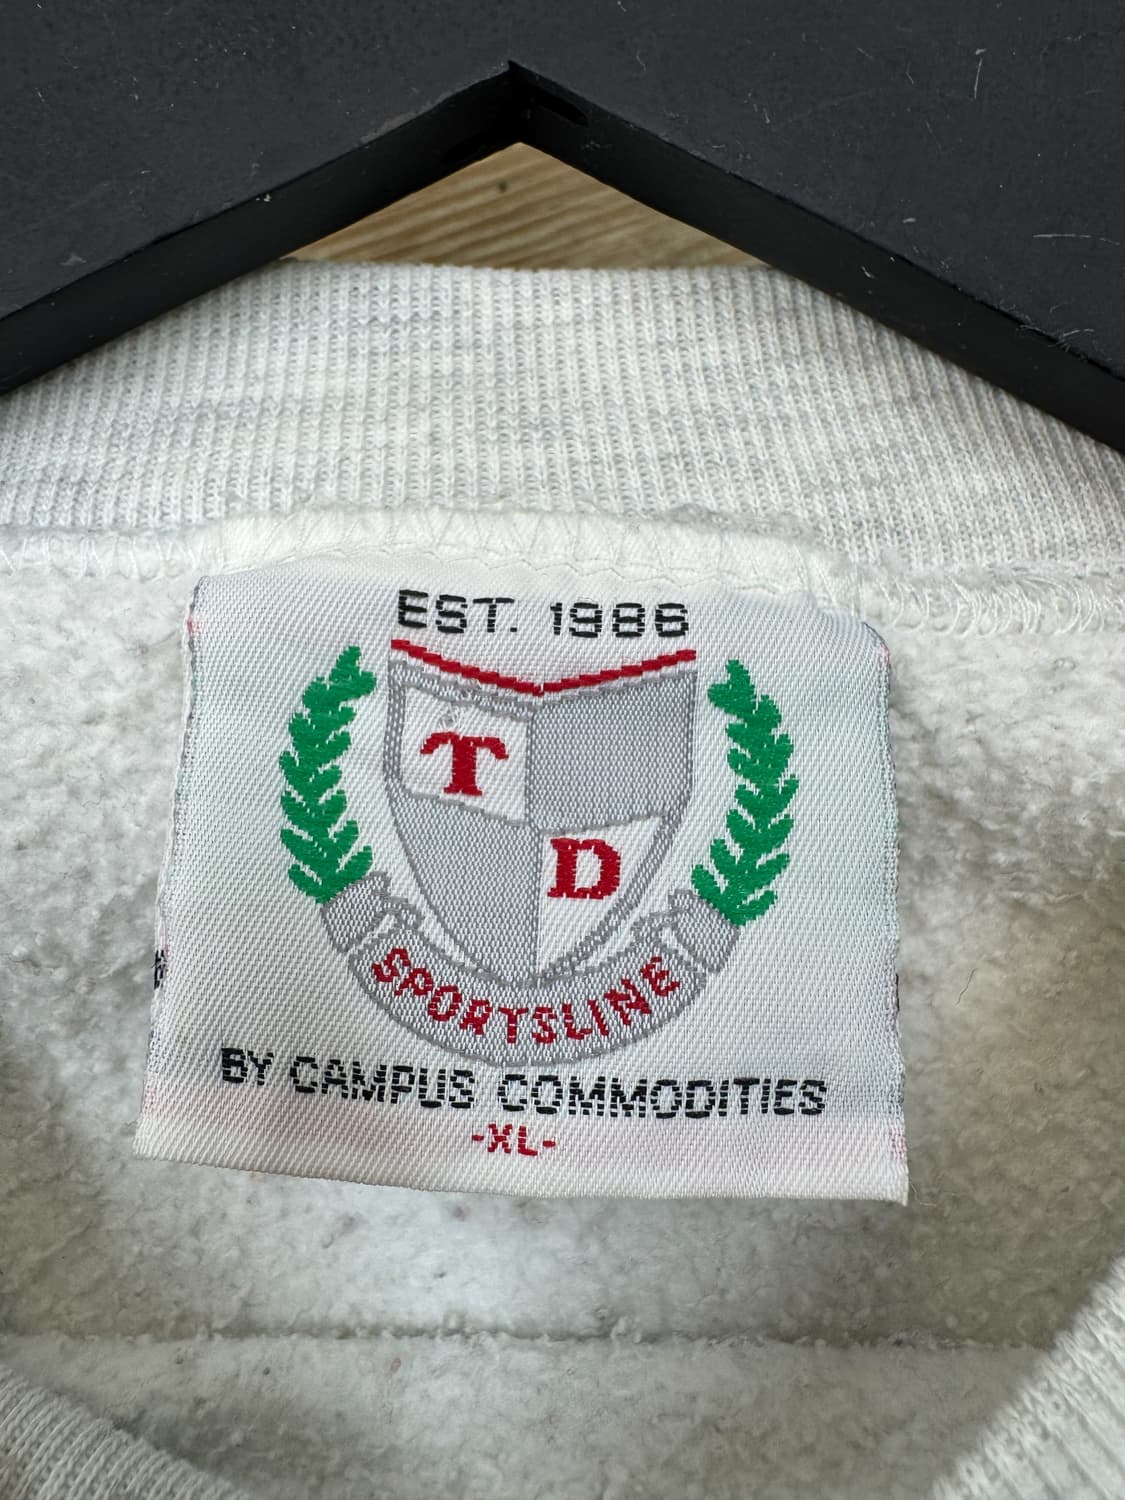 EST. 1986
T
D
SPORTSLINE
BY CAMPUS COMMODITIES
-XL-